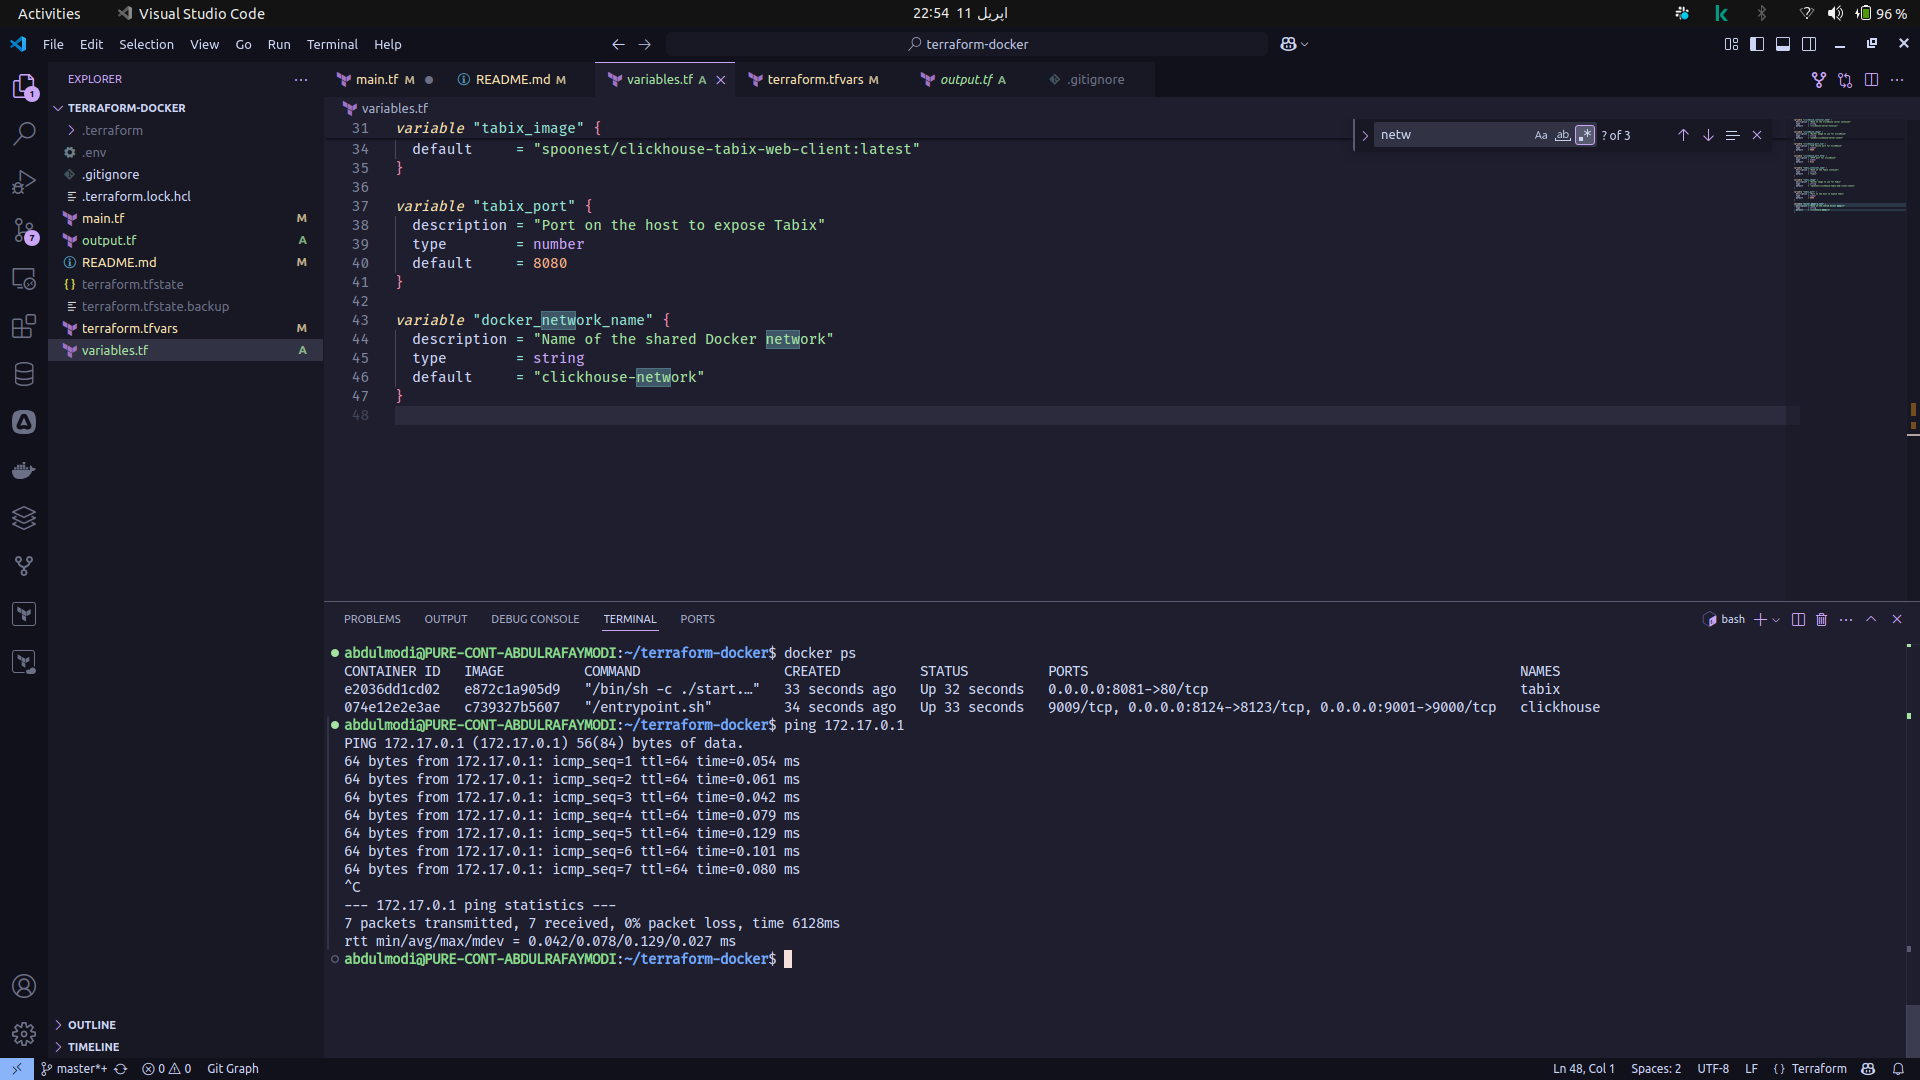 Activities
Visual Studio Code
22:54 11 اپریل
96 %
File Edit Selection View Go Run Terminal Help
terraform-docker
EXPLORER
TERRAFORM-DOCKER
.terraform
.env
.gitignore
.terraform.lock.hcl
main.tf M
output.tf A
README.md M
terraform.tfstate
terraform.tfstate.backup
terraform.tfvars M
variables.tf A
OUTLINE
TIMELINE
1
7
main.tf M
README.md M
variables.tf A
terraform.tfvars M
output.tf A
.gitignore
variables.tf
netw
Aa ab .* ? of 3
31 variable "tabix_image" {
34 default = "spoonest/clickhouse-tabix-web-client:latest"
35 }
36
37 variable "tabix_port" {
38 description = "Port on the host to expose Tabix"
39 type = number
40 default = 8080
41 }
42
43 variable "docker_network_name" {
44 description = "Name of the shared Docker network"
45 type = string
46 default = "clickhouse-network"
47 }
48
PROBLEMS OUTPUT DEBUG CONSOLE TERMINAL PORTS
bash
abdulmodi@PURE-CONT-ABDULRAFAYMODI:~/terraform-docker$ docker ps
CONTAINER ID IMAGE COMMAND CREATED STATUS PORTS NAMES
e2036dd1cd02 e872c1a905d9 "/bin/sh -c ./start.…" 33 seconds ago Up 32 seconds 0.0.0.0:8081->80/tcp tabix
074e12e2e3ae c739327b5607 "/entrypoint.sh" 34 seconds ago Up 33 seconds 9009/tcp, 0.0.0.0:8124->8123/tcp, 0.0.0.0:9001->9000/tcp clickhouse
abdulmodi@PURE-CONT-ABDULRAFAYMODI:~/terraform-docker$ ping 172.17.0.1
PING 172.17.0.1 (172.17.0.1) 56(84) bytes of data.
64 bytes from 172.17.0.1: icmp_seq=1 ttl=64 time=0.054 ms
64 bytes from 172.17.0.1: icmp_seq=2 ttl=64 time=0.061 ms
64 bytes from 172.17.0.1: icmp_seq=3 ttl=64 time=0.042 ms
64 bytes from 172.17.0.1: icmp_seq=4 ttl=64 time=0.079 ms
64 bytes from 172.17.0.1: icmp_seq=5 ttl=64 time=0.129 ms
64 bytes from 172.17.0.1: icmp_seq=6 ttl=64 time=0.101 ms
64 bytes from 172.17.0.1: icmp_seq=7 ttl=64 time=0.080 ms
^C
--- 172.17.0.1 ping statistics ---
7 packets transmitted, 7 received, 0% packet loss, time 6128ms
rtt min/avg/max/mdev = 0.042/0.078/0.129/0.027 ms
abdulmodi@PURE-CONT-ABDULRAFAYMODI:~/terraform-docker$
master*+ 0 0 Git Graph
Ln 48, Col 1 Spaces: 2 UTF-8 LF {} Terraform